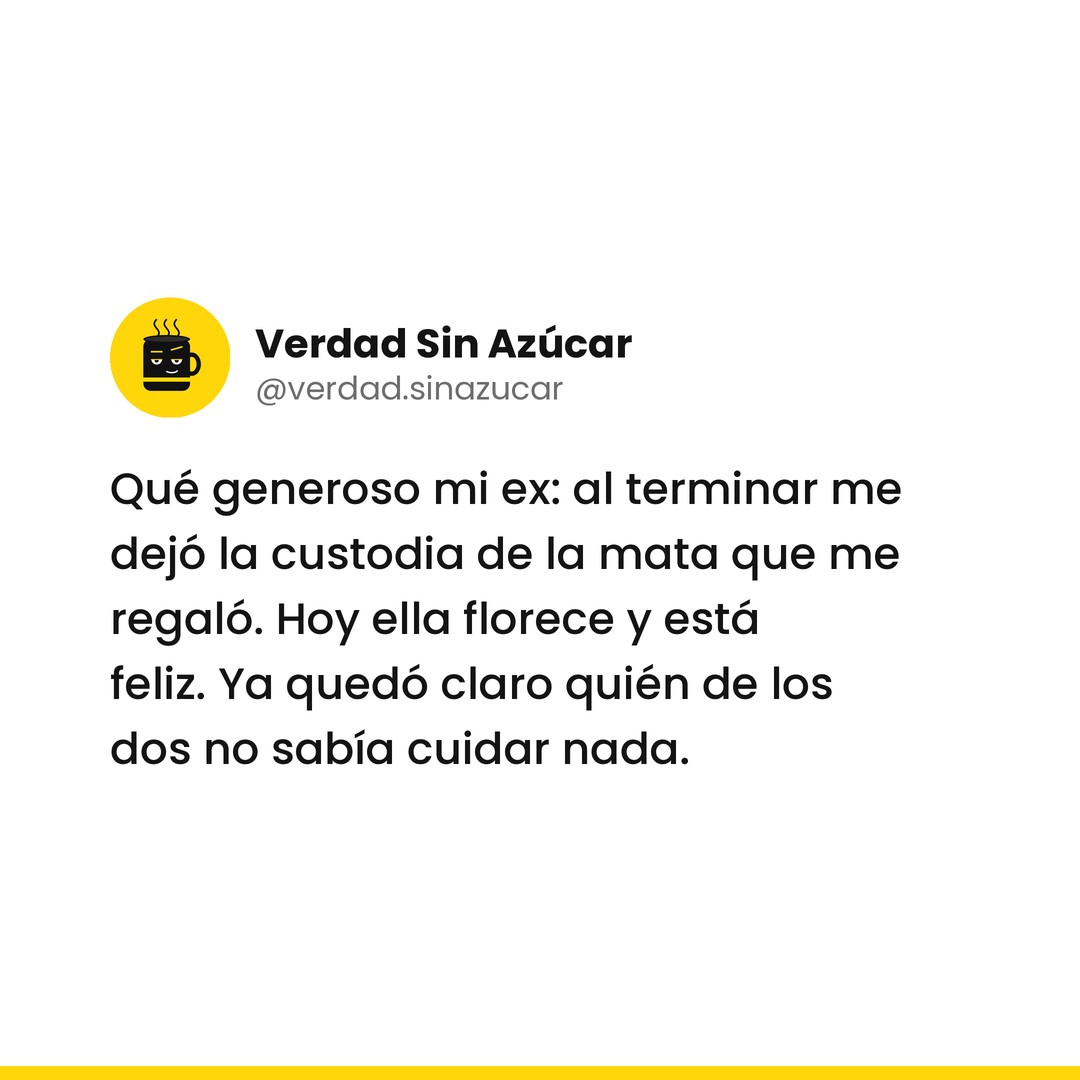 Verdad Sin Azúcar
@verdad.sinazucar
Qué generoso mi ex: al terminar me
dejó la custodia de la mata que me
regaló. Hoy ella florece y está
feliz. Ya quedó claro quién de los
dos no sabía cuidar nada.